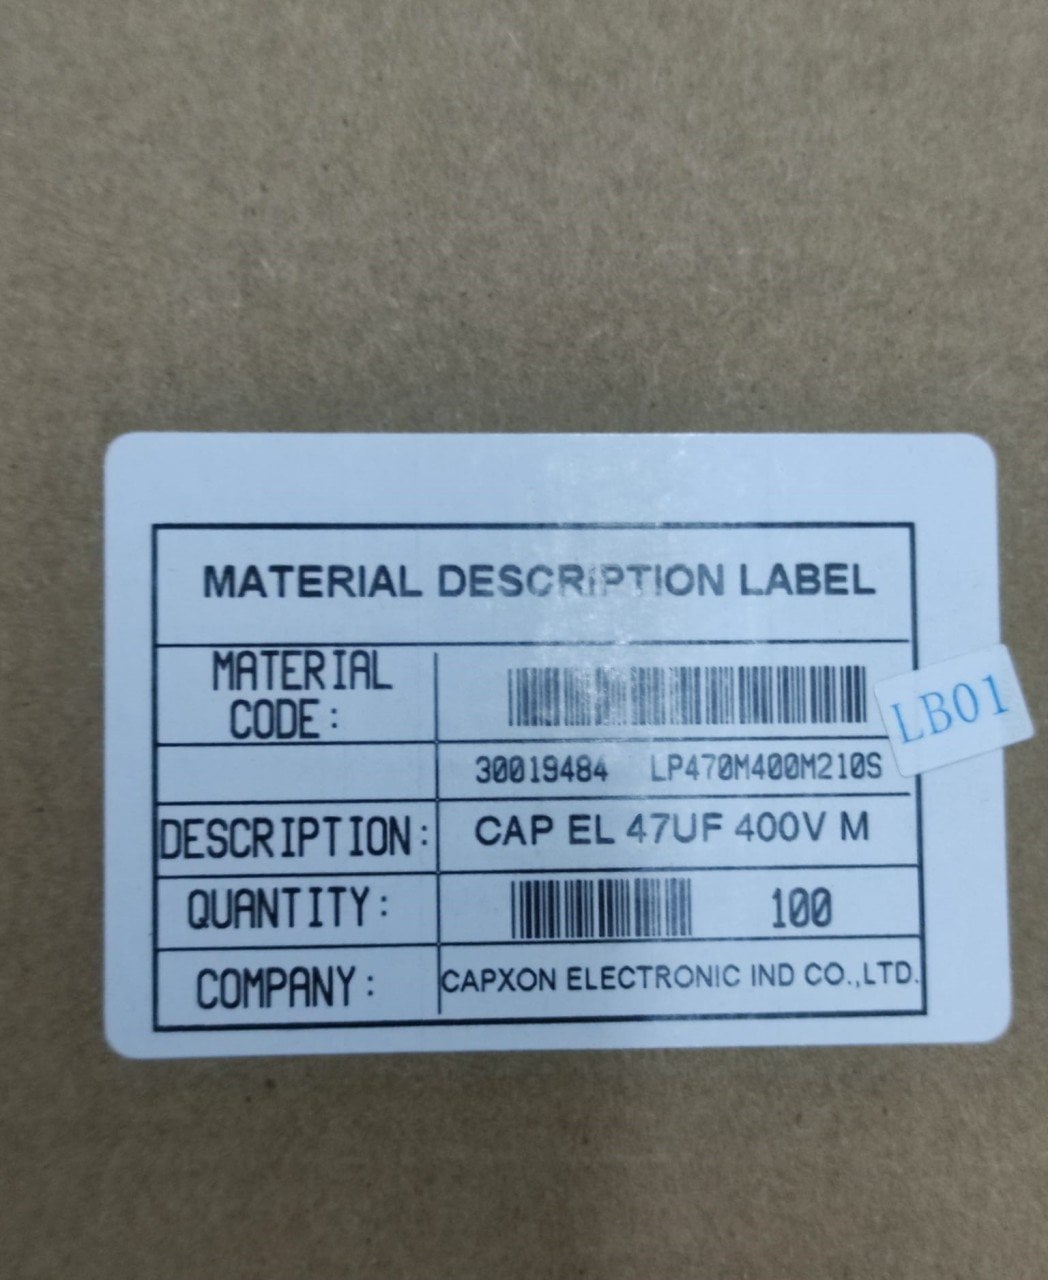 MATERIAL DESCRIPTION LABEL
MATERIAL
CODE:
LB01
30019484 LP470M400M210S
DESCRIPTION: CAP EL 47UF 400V M
QUANTITY: 100
COMPANY: CAPXON ELECTRONIC IND CO.,LTD.